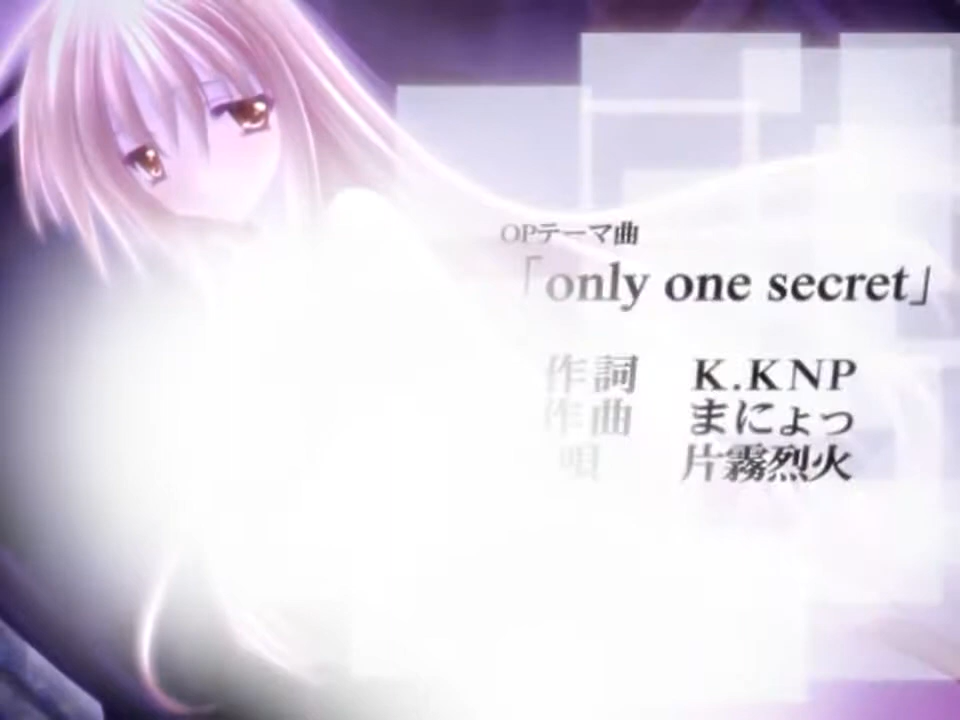 OPテーマ曲
「only one secret」
作詞 K.KNP
作曲 まにょっ
唄 片霧烈火